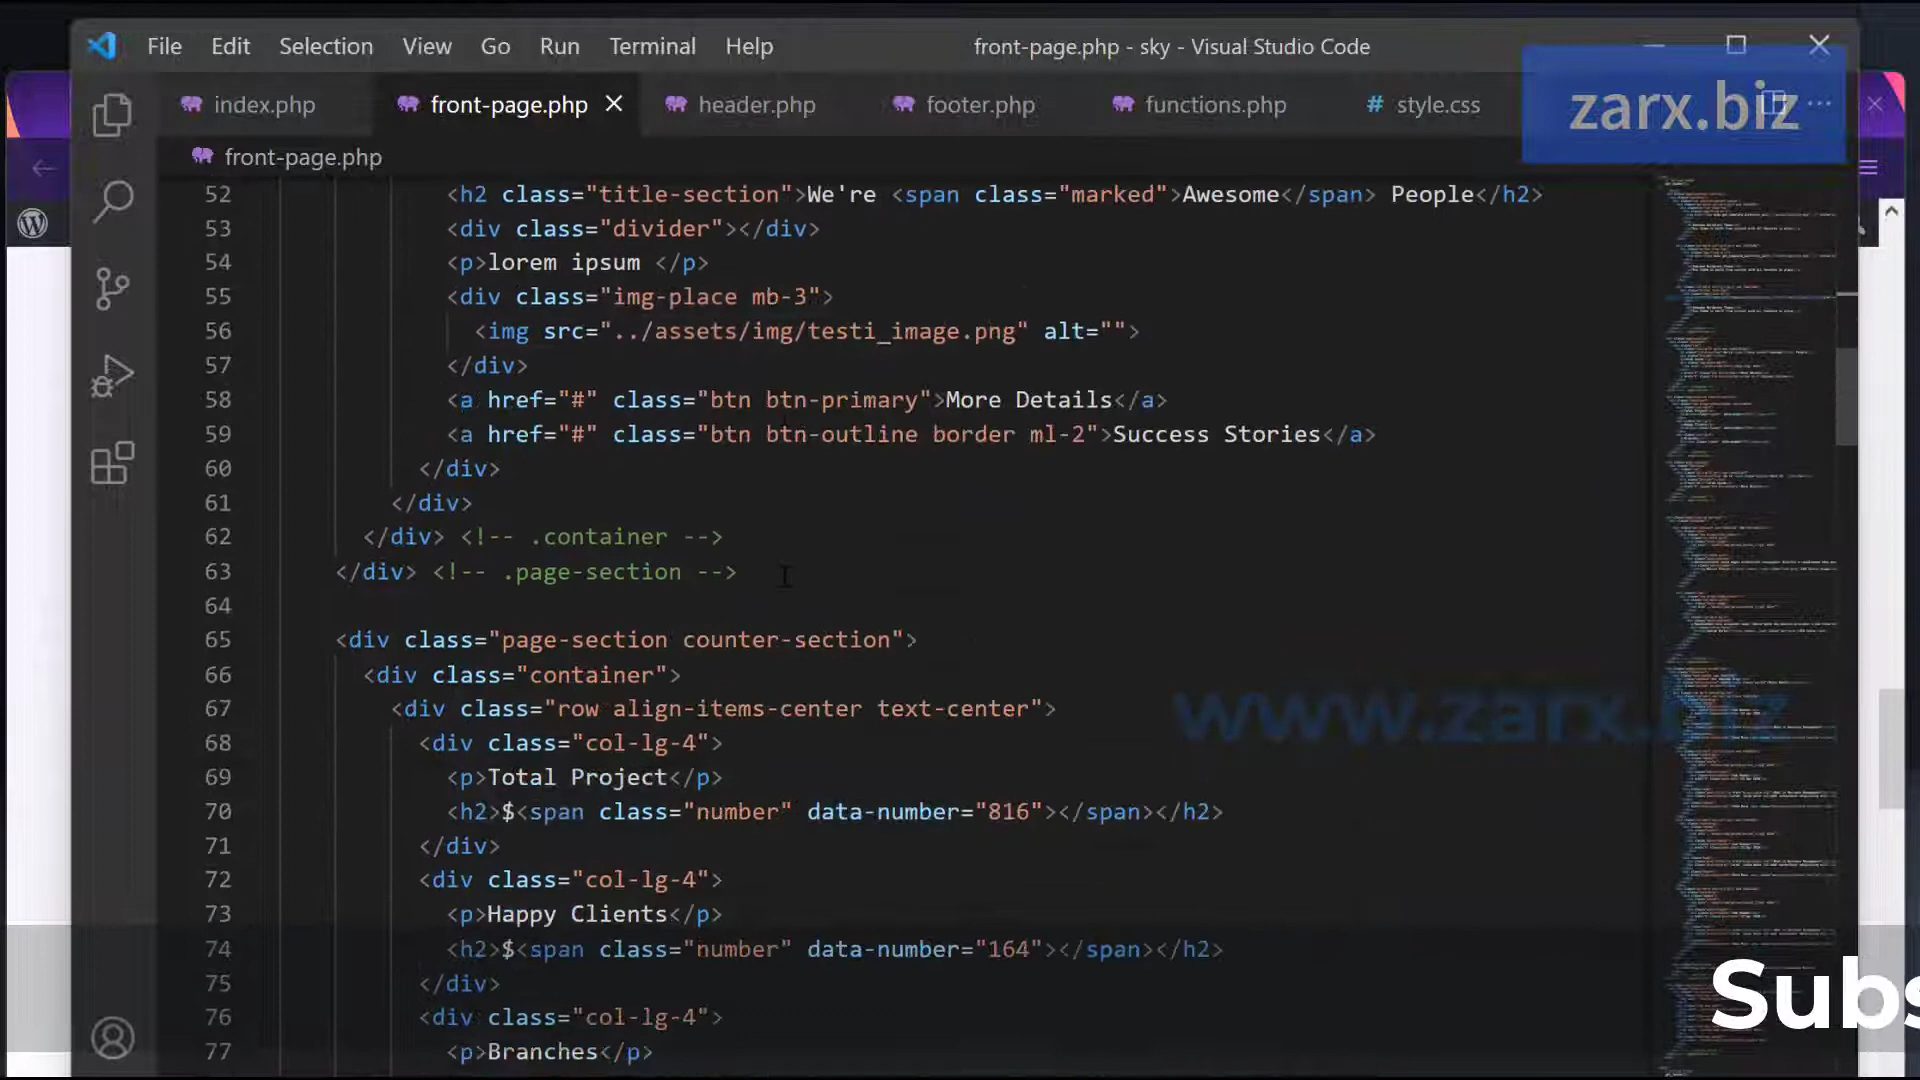 File Edit Selection View Go Run Terminal Help front-page.php - sky - Visual Studio Code
index.php front-page.php header.php footer.php functions.php style.css
zarx.biz
front-page.php
52 <h2 class="title-section">We're <span class="marked">Awesome</span> People</h2>
53 <div class="divider"></div>
54 <p>lorem ipsum </p>
55 <div class="img-place mb-3">
56 <img src="../assets/img/testi_image.png" alt="">
57 </div>
58 <a href="#" class="btn btn-primary">More Details</a>
59 <a href="#" class="btn btn-outline border ml-2">Success Stories</a>
60 </div>
61 </div>
62 </div> <!-- .container -->
63 </div> <!-- .page-section -->
64
65 <div class="page-section counter-section">
66 <div class="container">
67 <div class="row align-items-center text-center">
www.zarx.biz
68 <div class="col-lg-4">
69 <p>Total Project</p>
70 <h2>$<span class="number" data-number="816"></span></h2>
71 </div>
72 <div class="col-lg-4">
73 <p>Happy Clients</p>
74 <h2>$<span class="number" data-number="164"></span></h2>
75 </div>
Subs
76 <div class="col-lg-4">
77 <p>Branches</p>